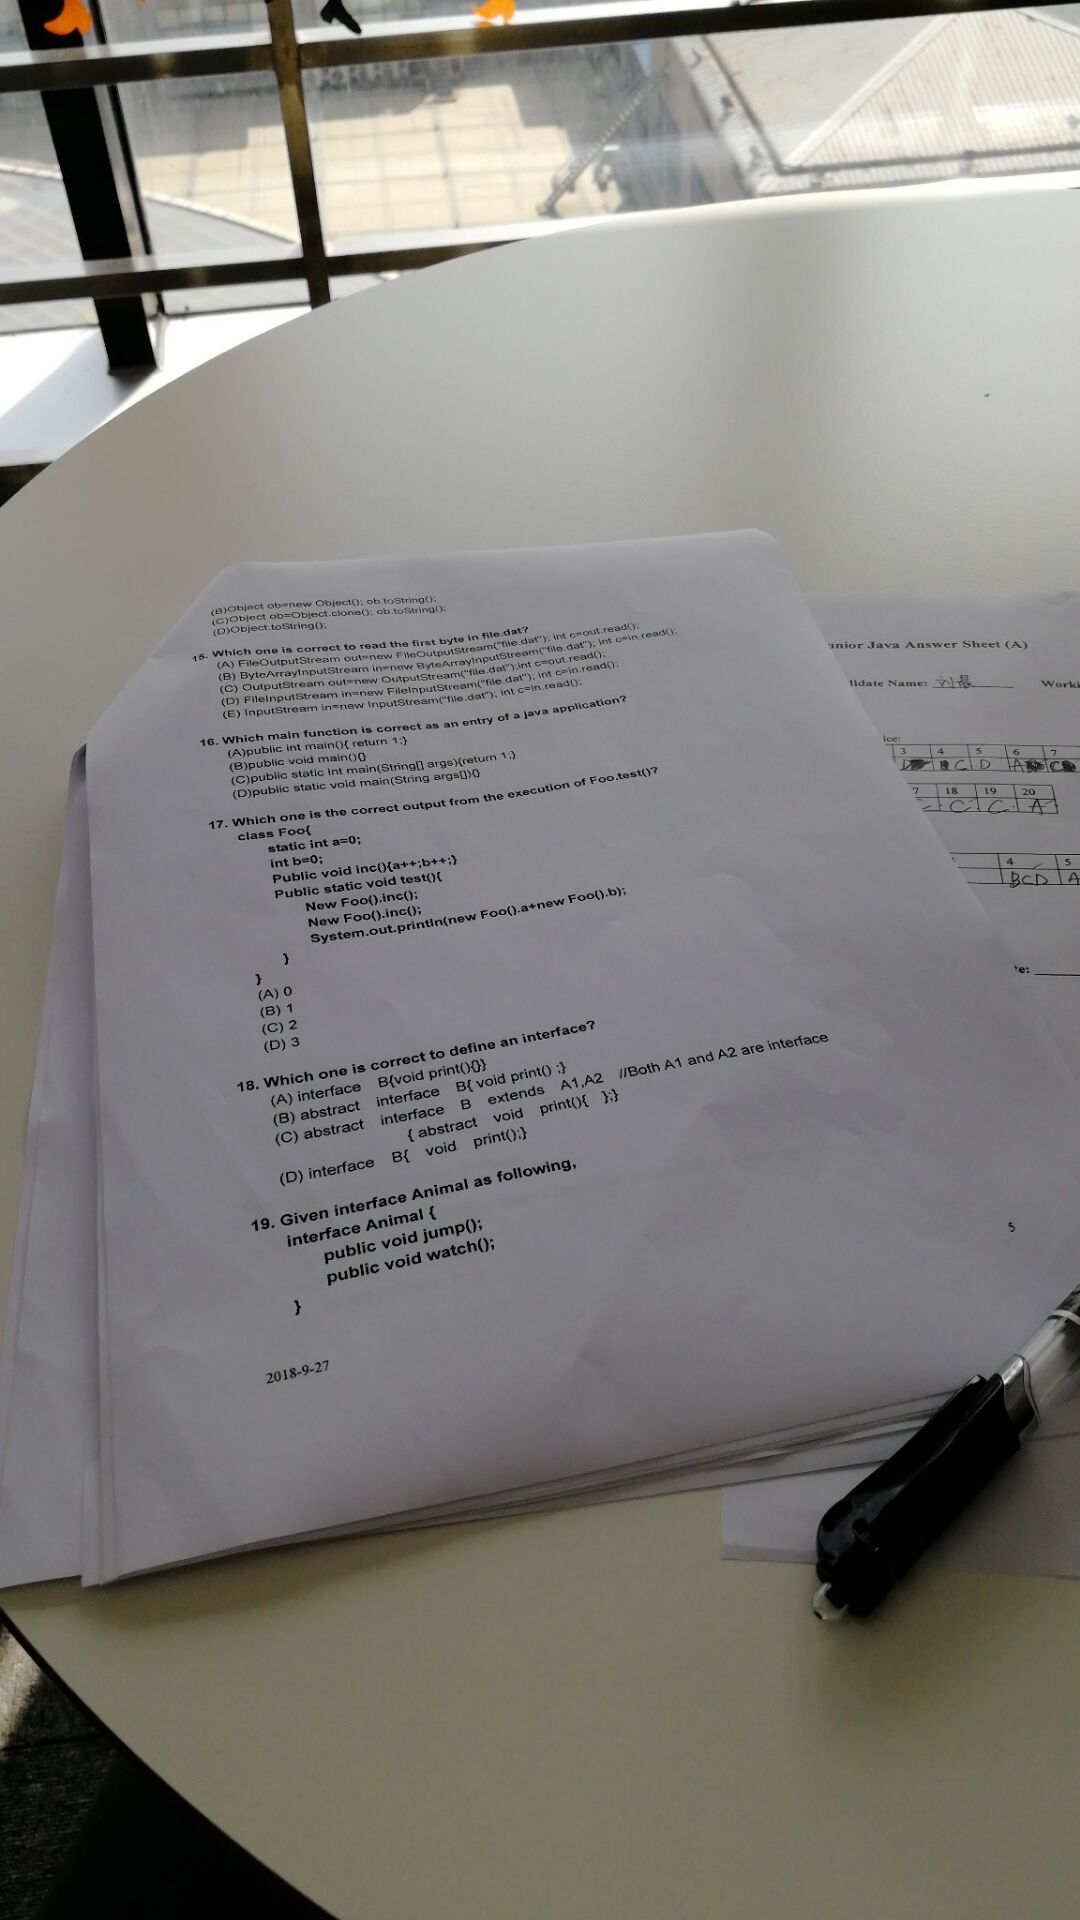 (B)Object ob=new Object(); ob.toString();
(C)Object ob=Object.clone(); ob.toString();
(D)Object.toString();
15. Which one is correct to read the first byte in file.dat?
(A) FileOutputStream out=new FileOutputStream("file.dat"); int c=out.read();
(B) ByteArrayInputStream in=new ByteArrayInputStream("file.dat"); int c=in.read();
(C) OutputStream out=new OutputStream("file.dat");int c=out.read();
(D) FileInputStream in=new FileInputStream("file.dat"); int c=in.read();
(E) InputStream in=new InputStream("file.dat"); int c=in.read();
16. Which main function is correct as an entry of a java application?
(A)public int main(){ return 1;}
(B)public void main(){}
(C)public static int main(String[] args){return 1;}
(D)public static void main(String args[]){}
17. Which one is the correct output from the execution of Foo.test()?
class Foo{
static int a=0;
int b=0;
Public void inc(){a++;b++;}
Public static void test(){
New Foo().inc();
New Foo().inc();
System.out.println(new Foo().a+new Foo().b);
}
}
(A) 0
(B) 1
(C) 2
(D) 3
18. Which one is correct to define an interface?
(A) interface B{void print(){}}
(B) abstract interface B{ void print() ;}
(C) abstract interface B extends A1,A2 //Both A1 and A2 are interface
{ abstract void print(){ };}
(D) interface B{ void print();}
19. Given interface Animal as following,
interface Animal {
public void jump();
public void watch();
}
2018-9-27
5
unior Java Answer Sheet (A)
lidate Name: 刘晨
Worki
ice:
3 4 5 6 7
C D A C
7 18 19 20
C C A
4 5
BCD A
te: